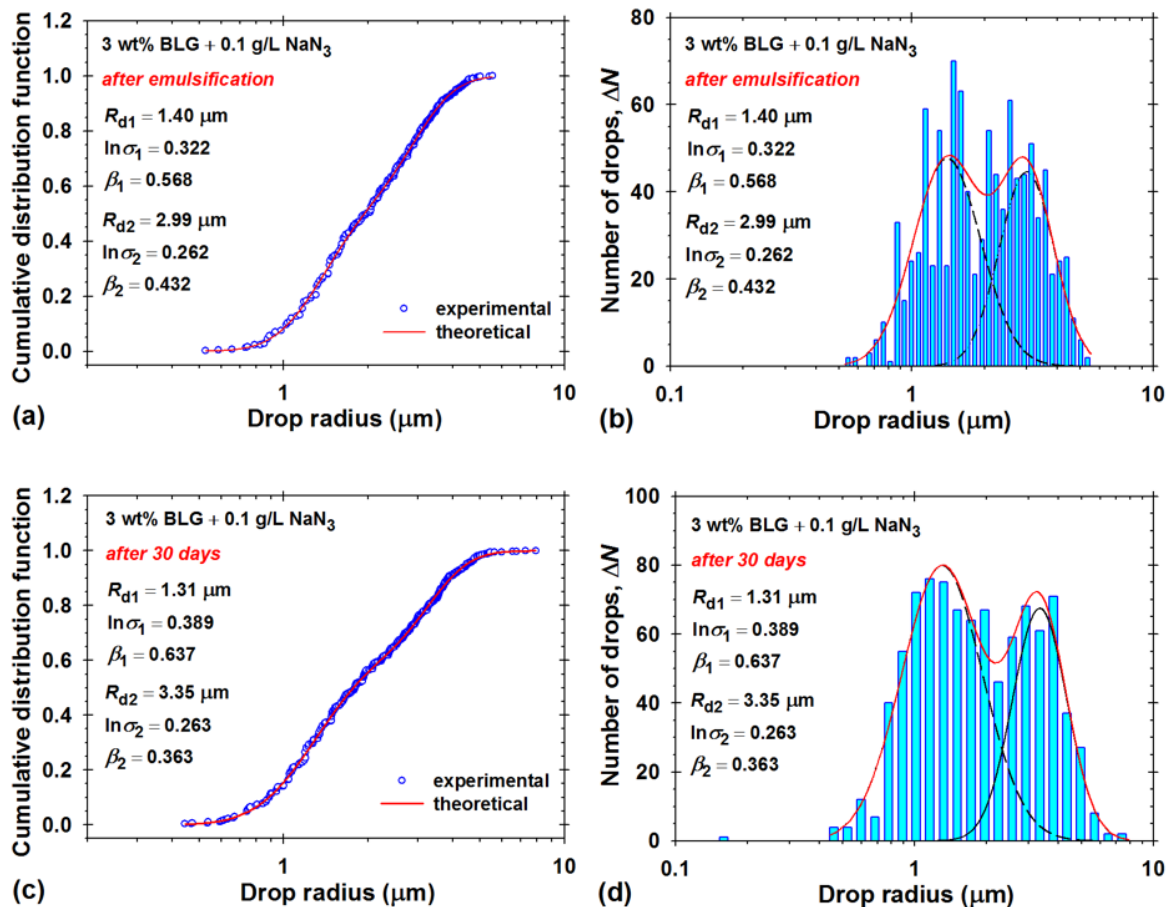 Cumulative distribution function
1.2
1.0
0.8
0.6
0.4
0.2
0.0
3 wt% BLG + 0.1 g/L NaN₃
after emulsification
R_d1 = 1.40 μm
lnσ₁ = 0.322
β₁ = 0.568
R_d2 = 2.99 μm
lnσ₂ = 0.262
β₂ = 0.432
experimental
theoretical
1
10
Drop radius (μm)
(a)
Number of drops, ΔN
80
60
40
20
0
3 wt% BLG + 0.1 g/L NaN₃
after emulsification
R_d1 = 1.40 μm
lnσ₁ = 0.322
β₁ = 0.568
R_d2 = 2.99 μm
lnσ₂ = 0.262
β₂ = 0.432
0.1
1
10
Drop radius (μm)
(b)
Cumulative distribution function
1.2
1.0
0.8
0.6
0.4
0.2
0.0
3 wt% BLG + 0.1 g/L NaN₃
after 30 days
R_d1 = 1.31 μm
lnσ₁ = 0.389
β₁ = 0.637
R_d2 = 3.35 μm
lnσ₂ = 0.263
β₂ = 0.363
experimental
theoretical
1
10
Drop radius (μm)
(c)
Number of drops, ΔN
100
80
60
40
20
0
3 wt% BLG + 0.1 g/L NaN₃
after 30 days
R_d1 = 1.31 μm
lnσ₁ = 0.389
β₁ = 0.637
R_d2 = 3.35 μm
lnσ₂ = 0.263
β₂ = 0.363
0.1
1
10
Drop radius (μm)
(d)